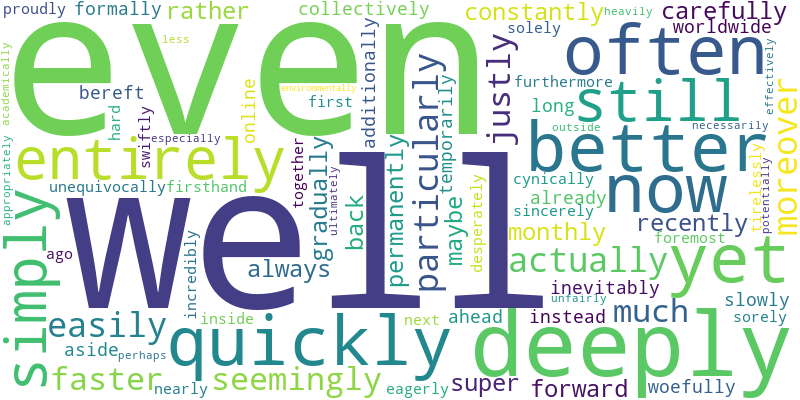 proudly
formally
rather
collectively
constantly
heavily
carefully
solely
worldwide
even
less
academically
additionally
often
bereft
environmentally
first
online
hard
swiftly
especially
justly
furthermore
long
still
effectively
moreover
outside
necessarily
better
entirely
particularly
temporarily
appropriately
unequivocally
firsthand
together
gradually
ultimately
permanently
back
maybe
desperately
cynically
already
sincerely
now
tirelessly
potentially
well
simply
ago
incredibly
always
monthly
recently
foremost
actually
yet
inevitably
unfairly
slowly
easily
inside
next
ahead
instead
much
sorely
aside
perhaps
quickly
deeply
faster
nearly
seemingly
eagerly
super
forward
woefully